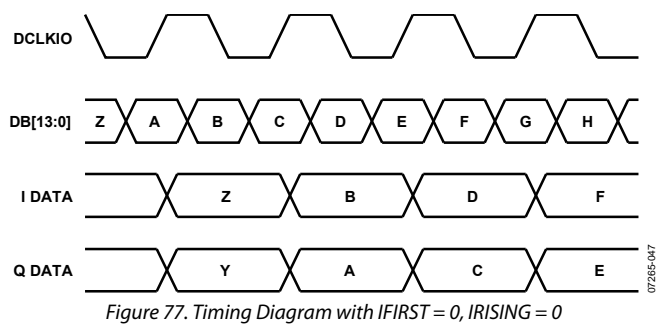 DCLKIO
DB[13:0] Z A B C D E F G H
I DATA Z B D F
Q DATA Y A C E
07265-047
Figure 77. Timing Diagram with IFIRST = 0, IRISING = 0